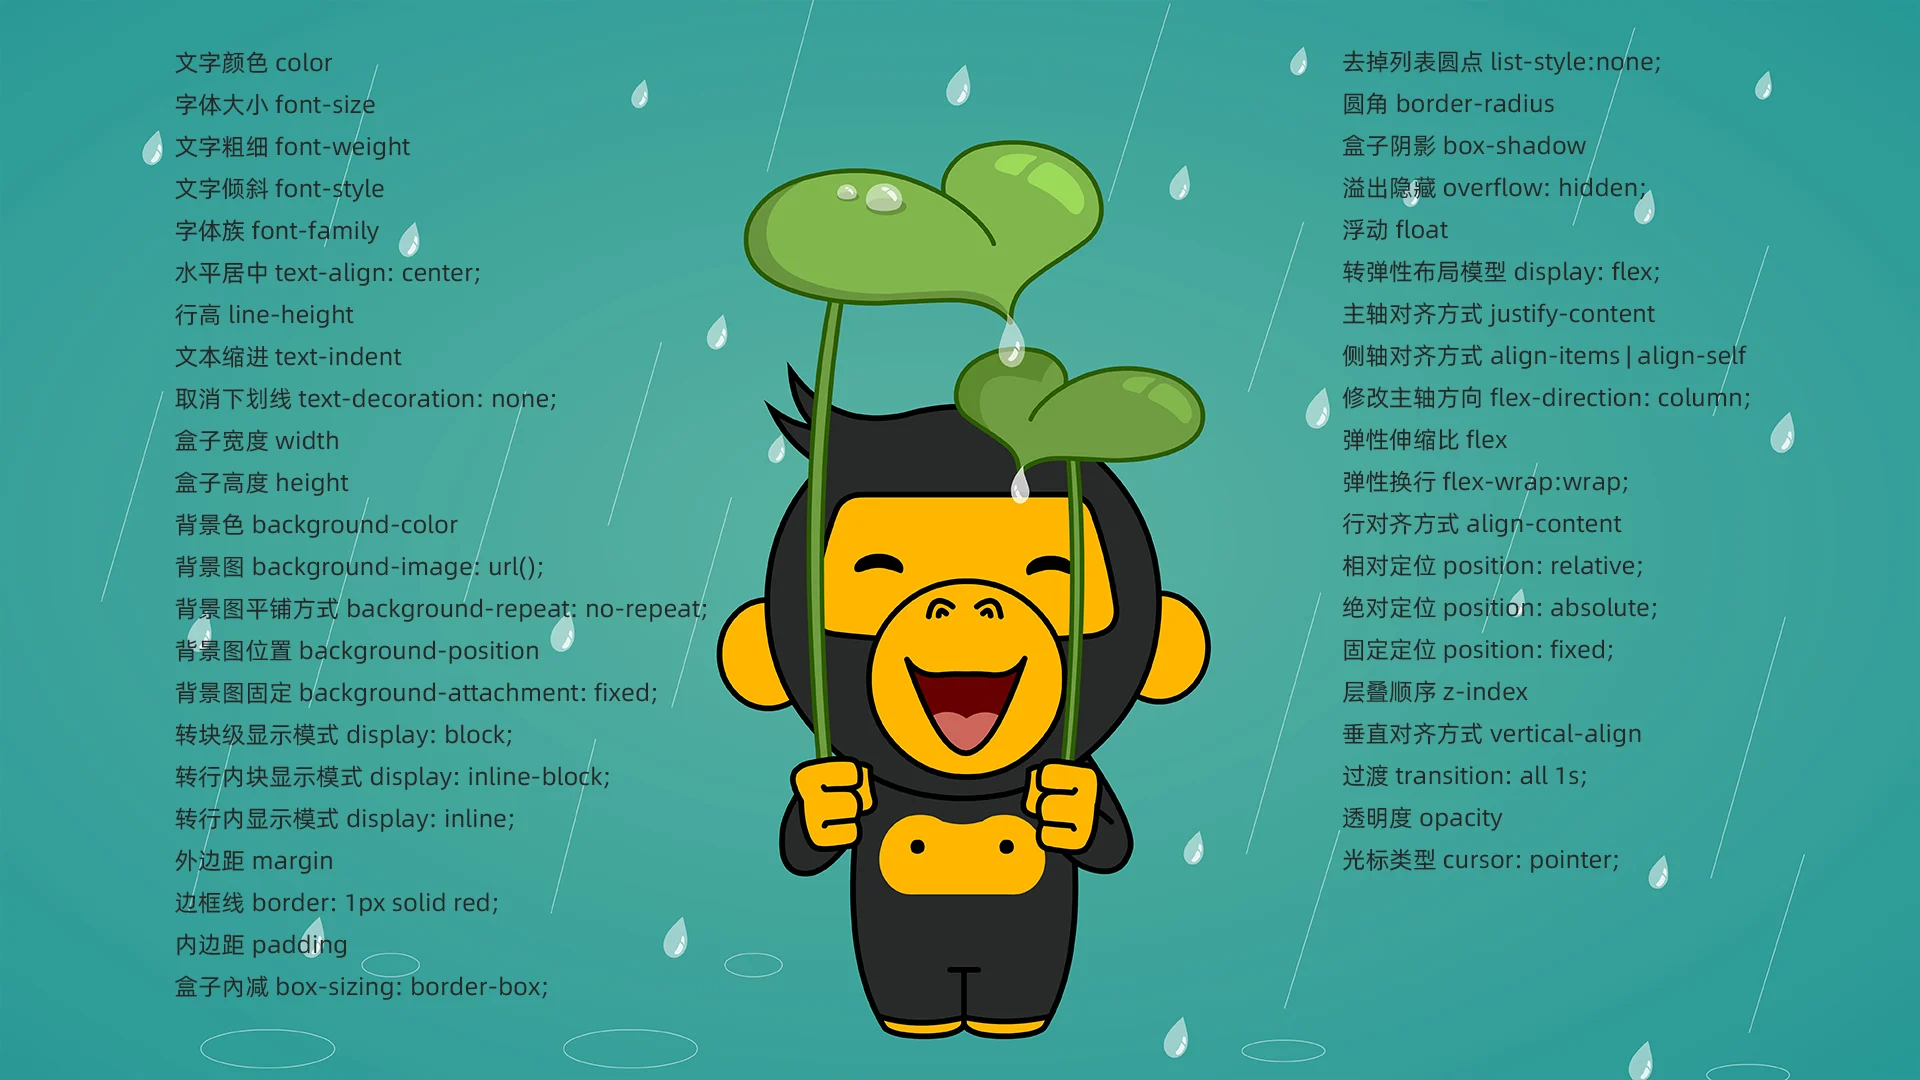 文字颜色 color
字体大小 font-size
文字粗细 font-weight
文字倾斜 font-style
字体族 font-family
水平居中 text-align: center;
行高 line-height
文本缩进 text-indent
取消下划线 text-decoration: none;
盒子宽度 width
盒子高度 height
背景色 background-color
背景图 background-image: url();
背景图平铺方式 background-repeat: no-repeat;
背景图位置 background-position
背景图固定 background-attachment: fixed;
转块级显示模式 display: block;
转行内块显示模式 display: inline-block;
转行内显示模式 display: inline;
外边距 margin
边框线 border: 1px solid red;
内边距 padding
盒子內减 box-sizing: border-box;
去掉列表圆点 list-style:none;
圆角 border-radius
盒子阴影 box-shadow
溢出隐藏 overflow: hidden;
浮动 float
转弹性布局模型 display: flex;
主轴对齐方式 justify-content
侧轴对齐方式 align-items | align-self
修改主轴方向 flex-direction: column;
弹性伸缩比 flex
弹性换行 flex-wrap:wrap;
行对齐方式 align-content
相对定位 position: relative;
绝对定位 position: absolute;
固定定位 position: fixed;
层叠顺序 z-index
垂直对齐方式 vertical-align
过渡 transition: all 1s;
透明度 opacity
光标类型 cursor: pointer;